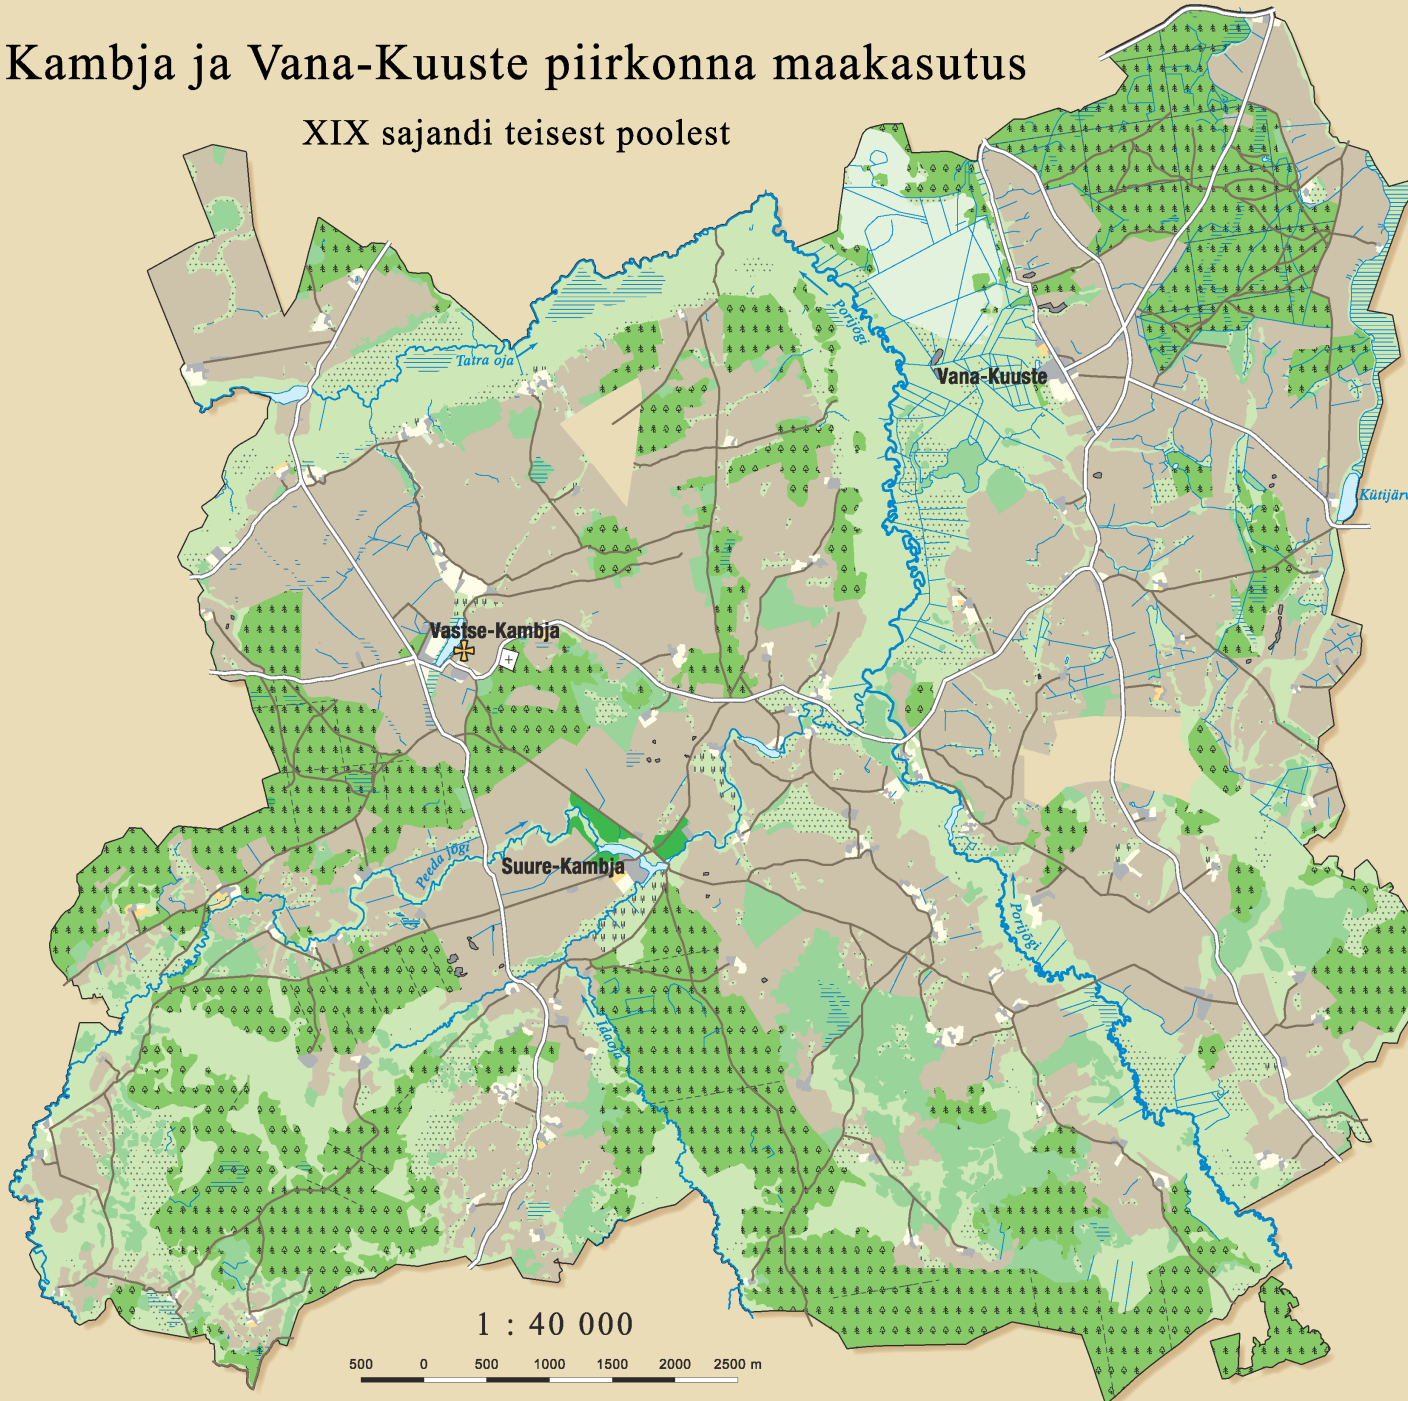 Kambja ja Vana-Kuuste piirkonna maakasutus
XIX sajandi teisest poolest
Porijõgi
Tatra oja
Vana-Kuuste
Kütijärv
Vastse-Kambja
Peeda jõgi
Suure-Kambja
Porijõgi
Idaoja
1 : 40 000
500 0 500 1000 1500 2000 2500 m